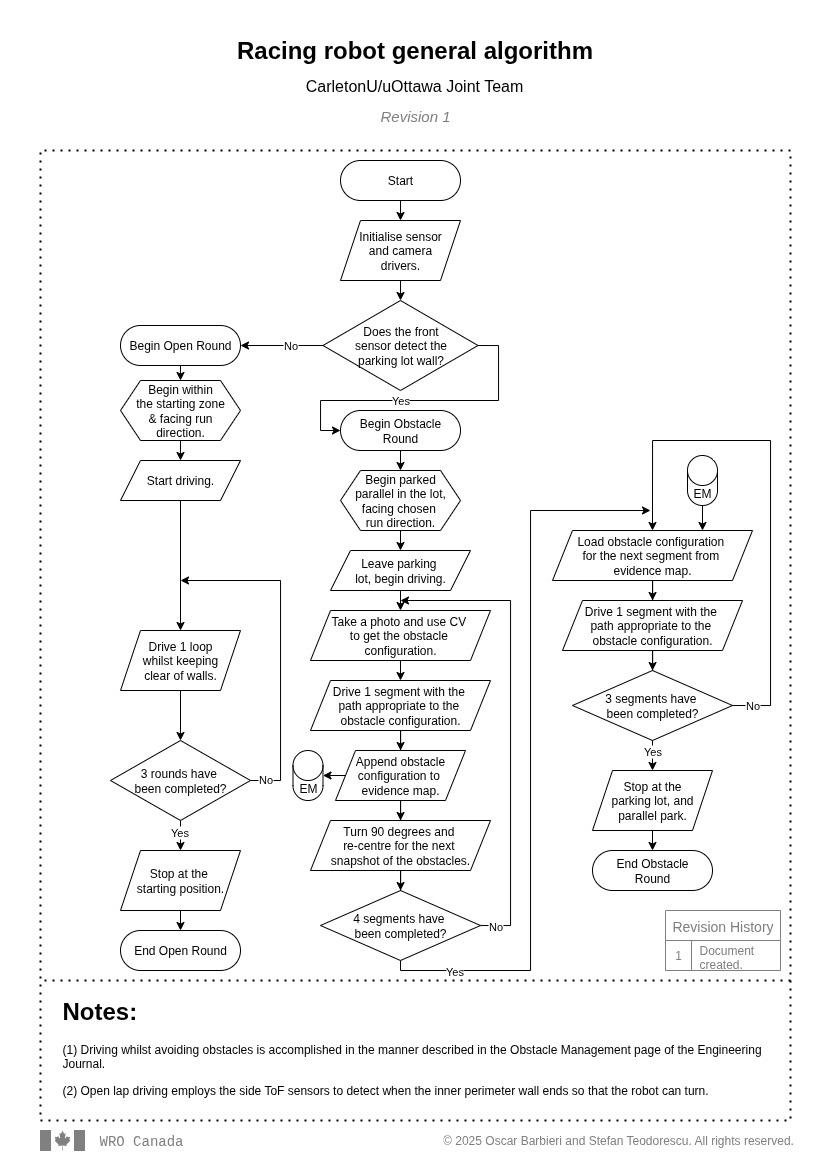 Racing robot general algorithm
CarletonU/uOttawa Joint Team
Revision 1
Start
Initialise sensor
and camera
drivers.
Does the front
sensor detect the
parking lot wall?
No
Yes
Begin Open Round
Begin within
the starting zone
& facing run
direction.
Start driving.
Drive 1 loop
whilst keeping
clear of walls.
3 rounds have
been completed?
No
Yes
Stop at the
starting position.
End Open Round
Begin Obstacle
Round
Begin parked
parallel in the lot,
facing chosen
run direction.
Leave parking
lot, begin driving.
Take a photo and use CV
to get the obstacle
configuration.
Drive 1 segment with the
path appropriate to the
obstacle configuration.
Append obstacle
configuration to
evidence map.
EM
Turn 90 degrees and
re-centre for the next
snapshot of the obstacles.
4 segments have
been completed?
No
Yes
EM
Load obstacle configuration
for the next segment from
evidence map.
Drive 1 segment with the
path appropriate to the
obstacle configuration.
3 segments have
been completed?
No
Yes
Stop at the
parking lot, and
parallel park.
End Obstacle
Round
Revision History
1
Document
created.
Notes:
(1) Driving whilst avoiding obstacles is accomplished in the manner described in the Obstacle Management page of the Engineering
Journal.
(2) Open lap driving employs the side ToF sensors to detect when the inner perimeter wall ends so that the robot can turn.
WRO Canada
© 2025 Oscar Barbieri and Stefan Teodorescu. All rights reserved.